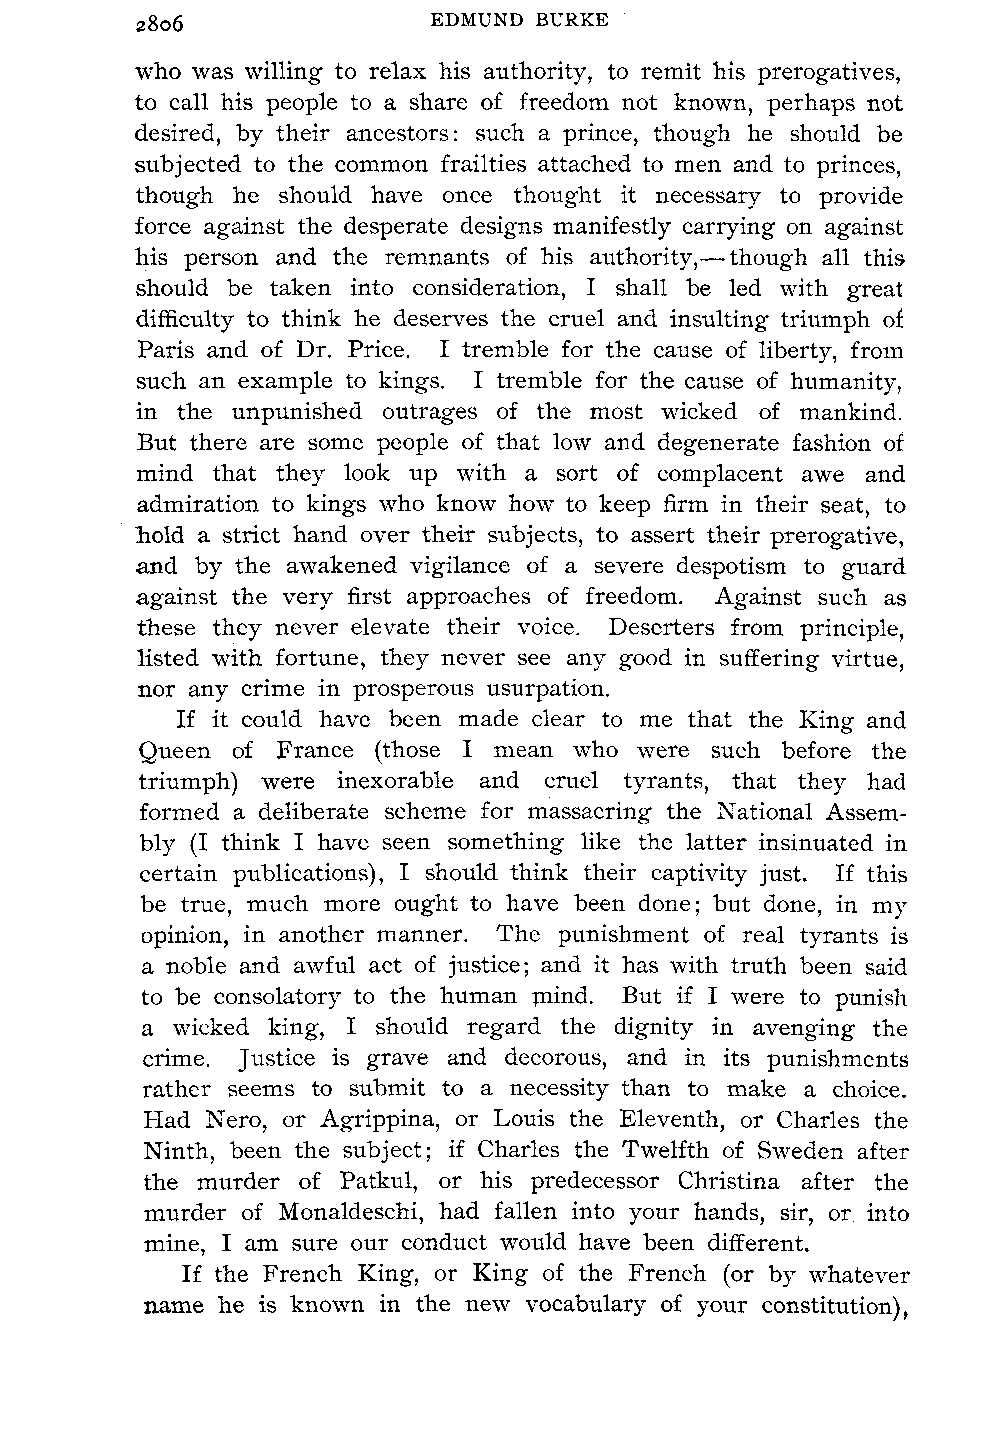 2806
EDMUND BURKE
who was willing to relax his authority, to remit his prerogatives,
to call his people to a share of freedom not known, perhaps not
desired, by their ancestors: such a prince, though he should be
subjected to the common frailties attached to men and to princes,
though he should have once thought it necessary to provide
force against the desperate designs manifestly carrying on against
his person and the remnants of his authority,—though all this
should be taken into consideration, I shall be led with great
difficulty to think he deserves the cruel and insulting triumph of
Paris and of Dr. Price. I tremble for the cause of liberty, from
such an example to kings. I tremble for the cause of humanity,
in the unpunished outrages of the most wicked of mankind.
But there are some people of that low and degenerate fashion of
mind that they look up with a sort of complacent awe and
admiration to kings who know how to keep firm in their seat, to
hold a strict hand over their subjects, to assert their prerogative,
and by the awakened vigilance of a severe despotism to guard
against the very first approaches of freedom. Against such as
these they never elevate their voice. Deserters from principle,
listed with fortune, they never see any good in suffering virtue,
nor any crime in prosperous usurpation.
If it could have been made clear to me that the King and
Queen of France (those I mean who were such before the
triumph) were inexorable and cruel tyrants, that they had
formed a deliberate scheme for massacring the National Assem-
bly (I think I have seen something like the latter insinuated in
certain publications), I should think their captivity just. If this
be true, much more ought to have been done; but done, in my
opinion, in another manner. The punishment of real tyrants is
a noble and awful act of justice; and it has with truth been said
to be consolatory to the human mind. But if I were to punish
a wicked king, I should regard the dignity in avenging the
crime. Justice is grave and decorous, and in its punishments
rather seems to submit to a necessity than to make a choice.
Had Nero, or Agrippina, or Louis the Eleventh, or Charles the
Ninth, been the subject; if Charles the Twelfth of Sweden after
the murder of Patkul, or his predecessor Christina after the
murder of Monaldeschi, had fallen into your hands, sir, or into
mine, I am sure our conduct would have been different.
If the French King, or King of the French (or by whatever
name he is known in the new vocabulary of your constitution),